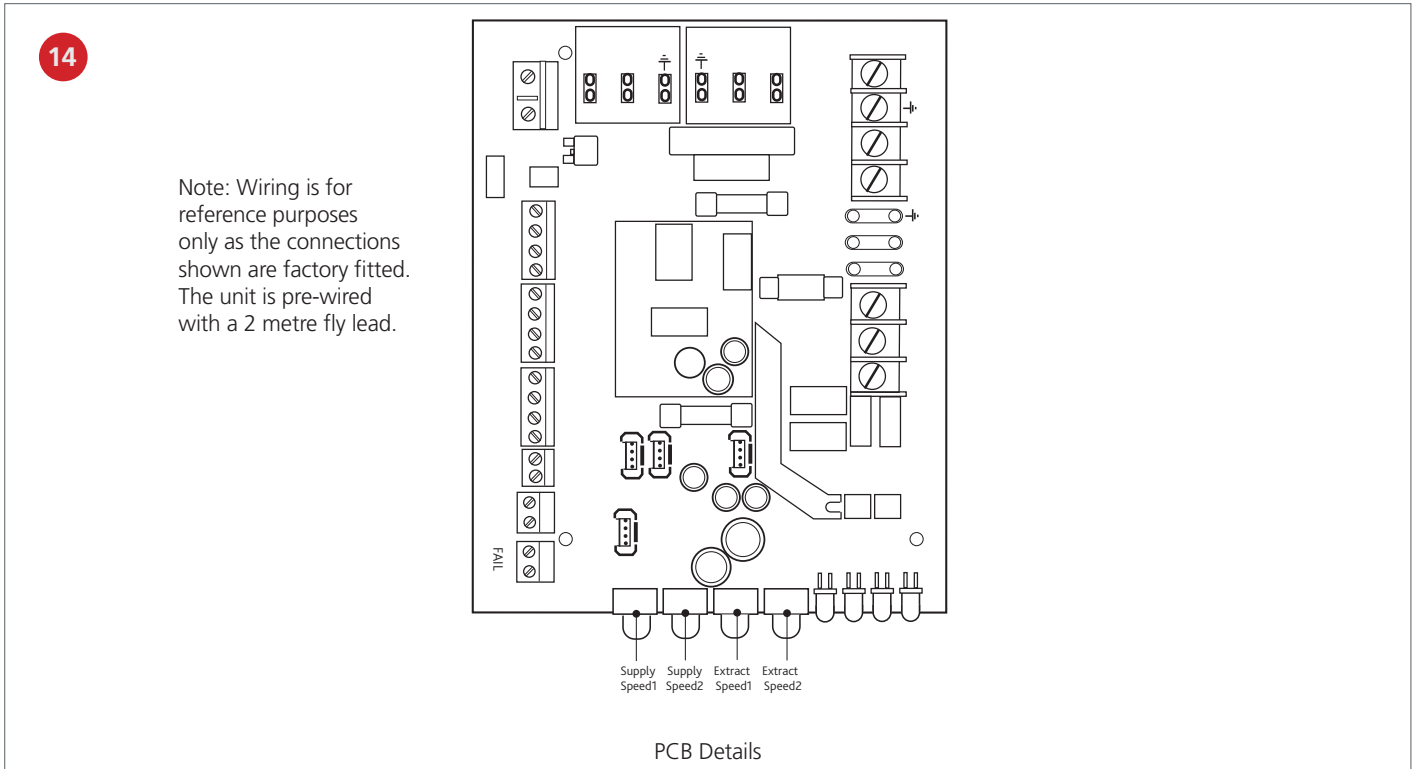 14
Note: Wiring is for
reference purposes
only as the connections
shown are factory fitted.
The unit is pre-wired
with a 2 metre fly lead.
FAIL
Supply Supply Extract Extract
Speed1 Speed2 Speed1 Speed2
PCB Details